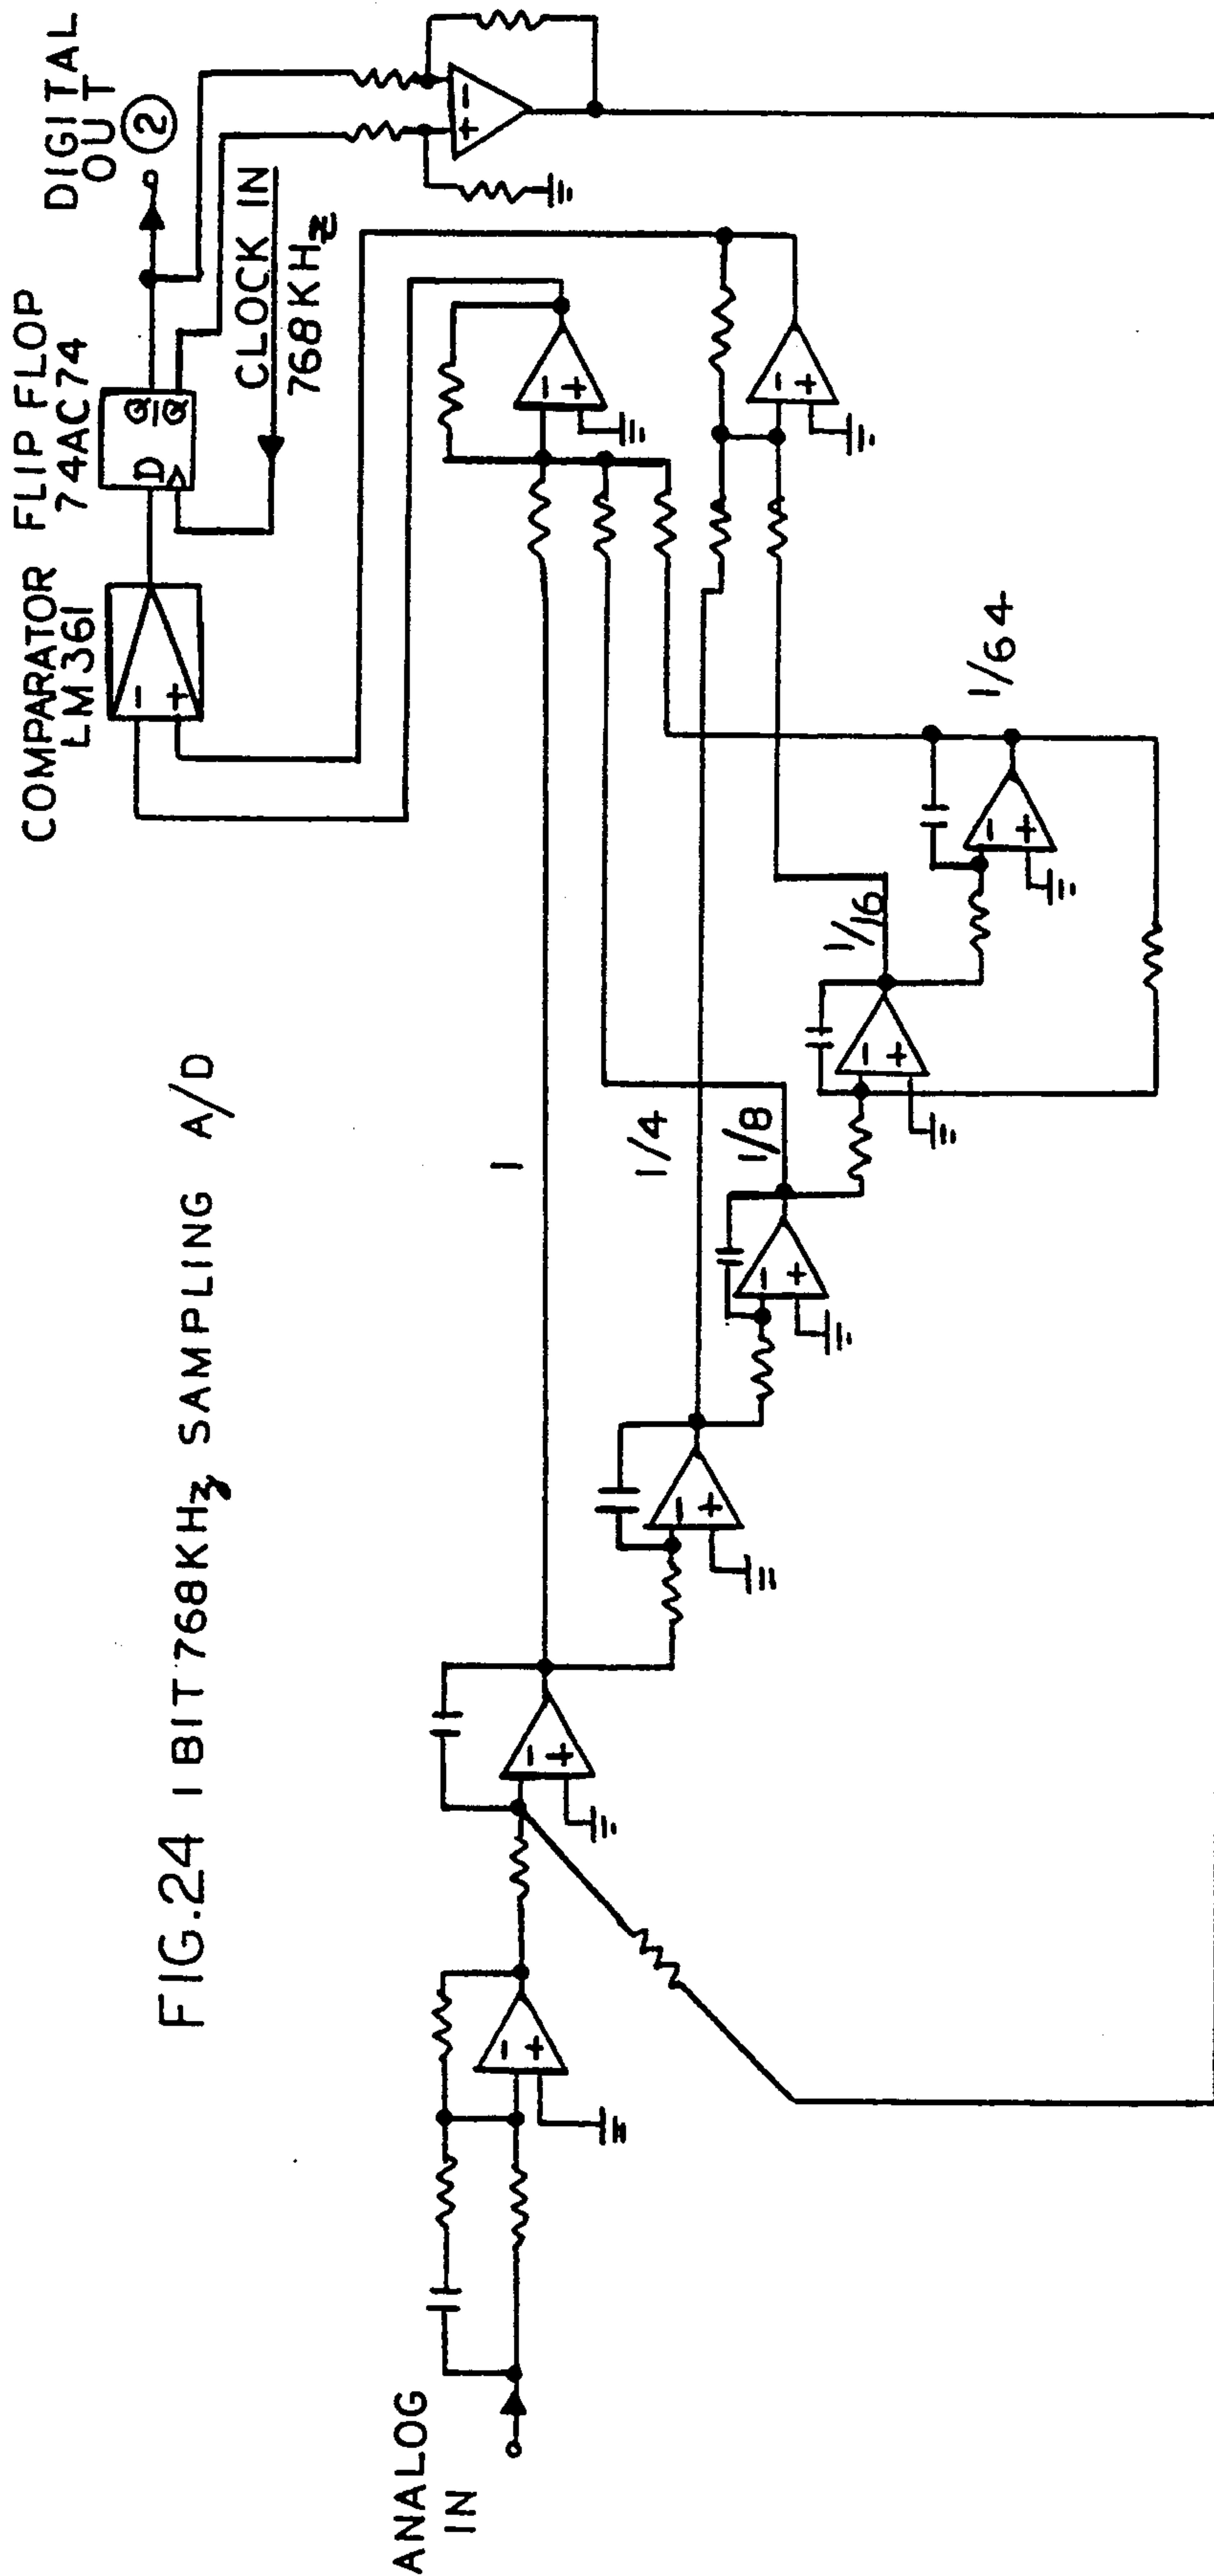 FIG.24 1 BIT 768KHz SAMPLING A/D
ANALOG
IN
COMPARATOR
LM361
FLIP FLOP
74AC74
DIGITAL
OUT
2
D
Q
Q̅
CLOCK IN
768KHz
1
1/4
1/8
1/16
1/64
- +
- +
- +
- +
- +
- +
- +
- +
- +
- +